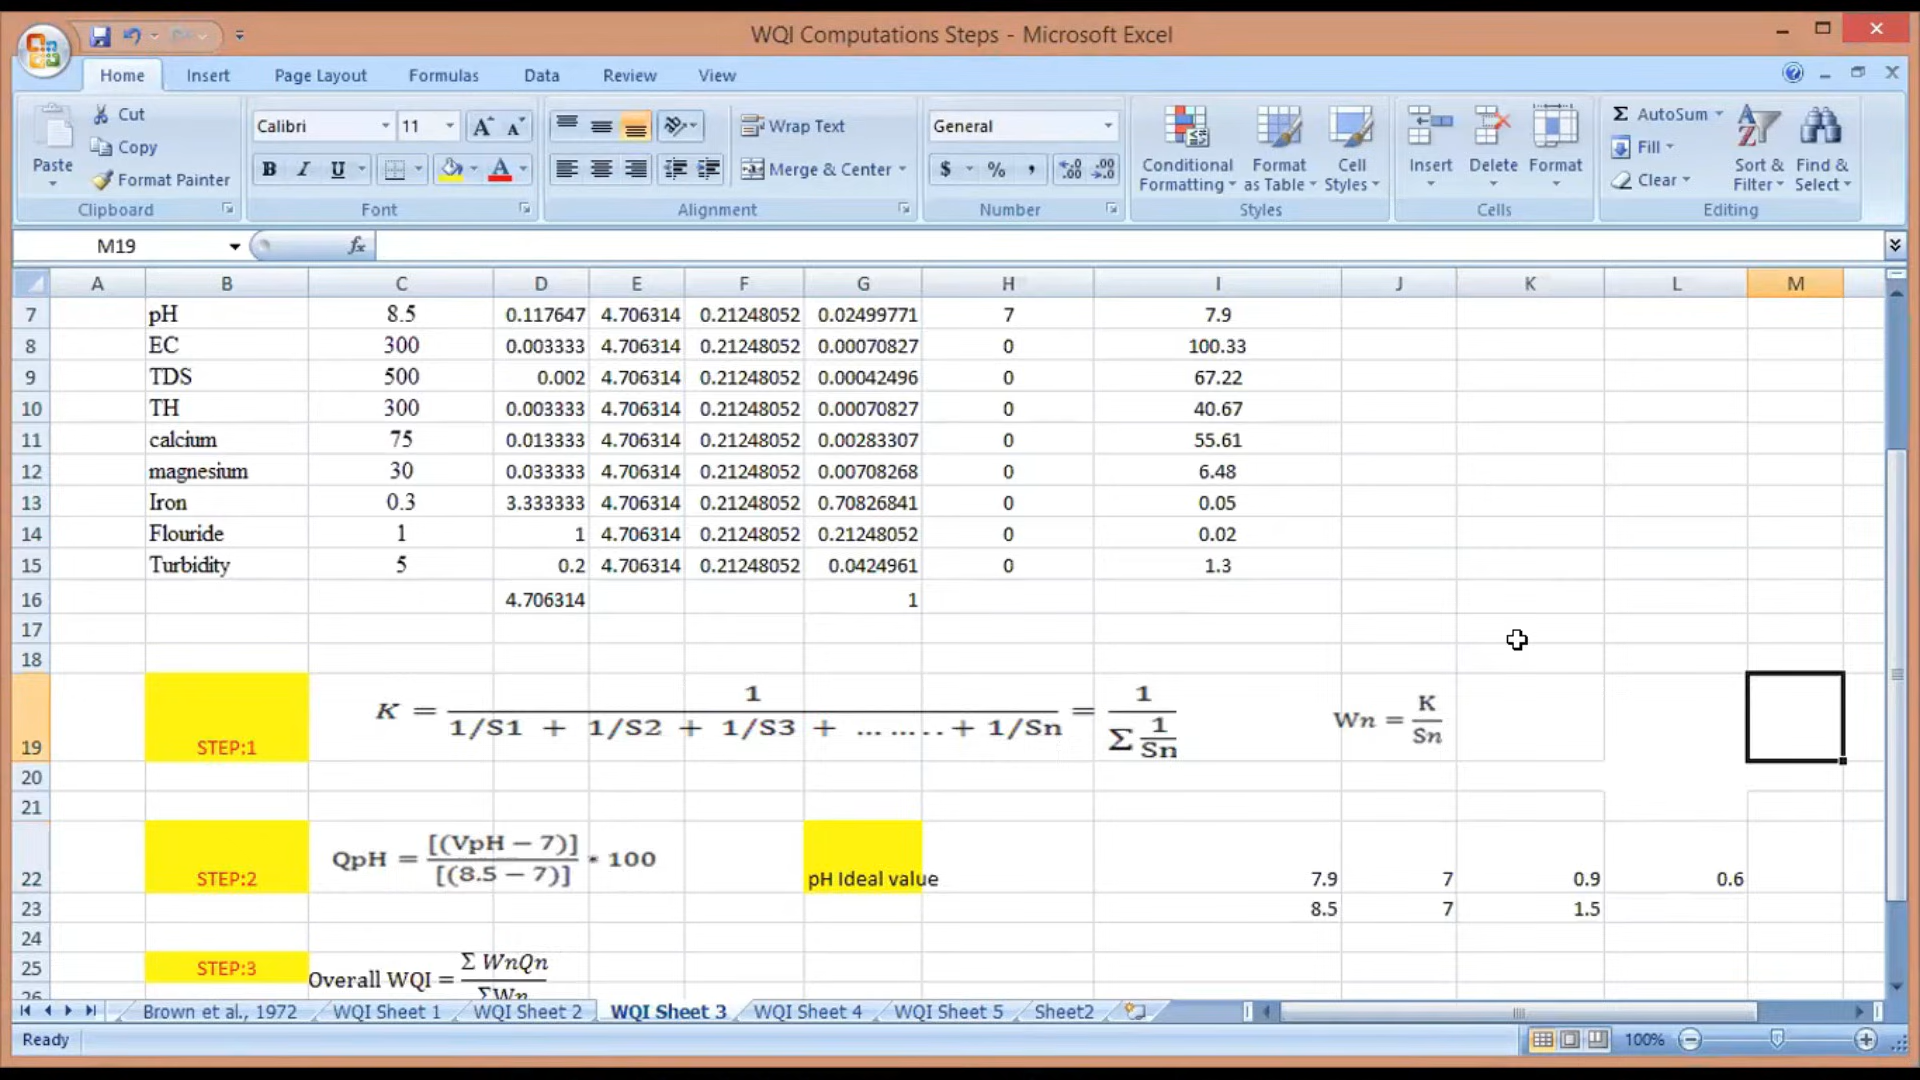 WQI Computations Steps - Microsoft Excel
Home Insert Page Layout Formulas Data Review View
Paste Cut Copy Format Painter Clipboard
Calibri 11 Font
Wrap Text Merge & Center Alignment
General $ % , Number
Conditional Formatting Format as Table Cell Styles Styles
Insert Delete Format Cells
Σ AutoSum Fill Clear Sort & Filter Find & Select Editing
M19 fx
A B C D E F G H I J K L M
7 pH 8.5 0.117647 4.706314 0.21248052 0.02499771 7 7.9
8 EC 300 0.003333 4.706314 0.21248052 0.00070827 0 100.33
9 TDS 500 0.002 4.706314 0.21248052 0.00042496 0 67.22
10 TH 300 0.003333 4.706314 0.21248052 0.00070827 0 40.67
11 calcium 75 0.013333 4.706314 0.21248052 0.00283307 0 55.61
12 magnesium 30 0.033333 4.706314 0.21248052 0.00708268 0 6.48
13 Iron 0.3 3.333333 4.706314 0.21248052 0.70826841 0 0.05
14 Flouride 1 1 4.706314 0.21248052 0.21248052 0 0.02
15 Turbidity 5 0.2 4.706314 0.21248052 0.0424961 0 1.3
16 4.706314 1
17
18
19 STEP:1 K = 1 / 1/S1 + 1/S2 + 1/S3 + ........ + 1/Sn = 1 / Σ 1/Sn Wn = K/Sn
20
21
22 STEP:2 QpH = [(VpH − 7)] / [(8.5 − 7)] * 100 pH Ideal value 7.9 7 0.9 0.6
23 8.5 7 1.5
24
25 STEP:3 Overall WQI = Σ WnQn / ΣWn
26
Brown et al., 1972 WQI Sheet 1 WQI Sheet 2 WQI Sheet 3 WQI Sheet 4 WQI Sheet 5 Sheet2
Ready 100%